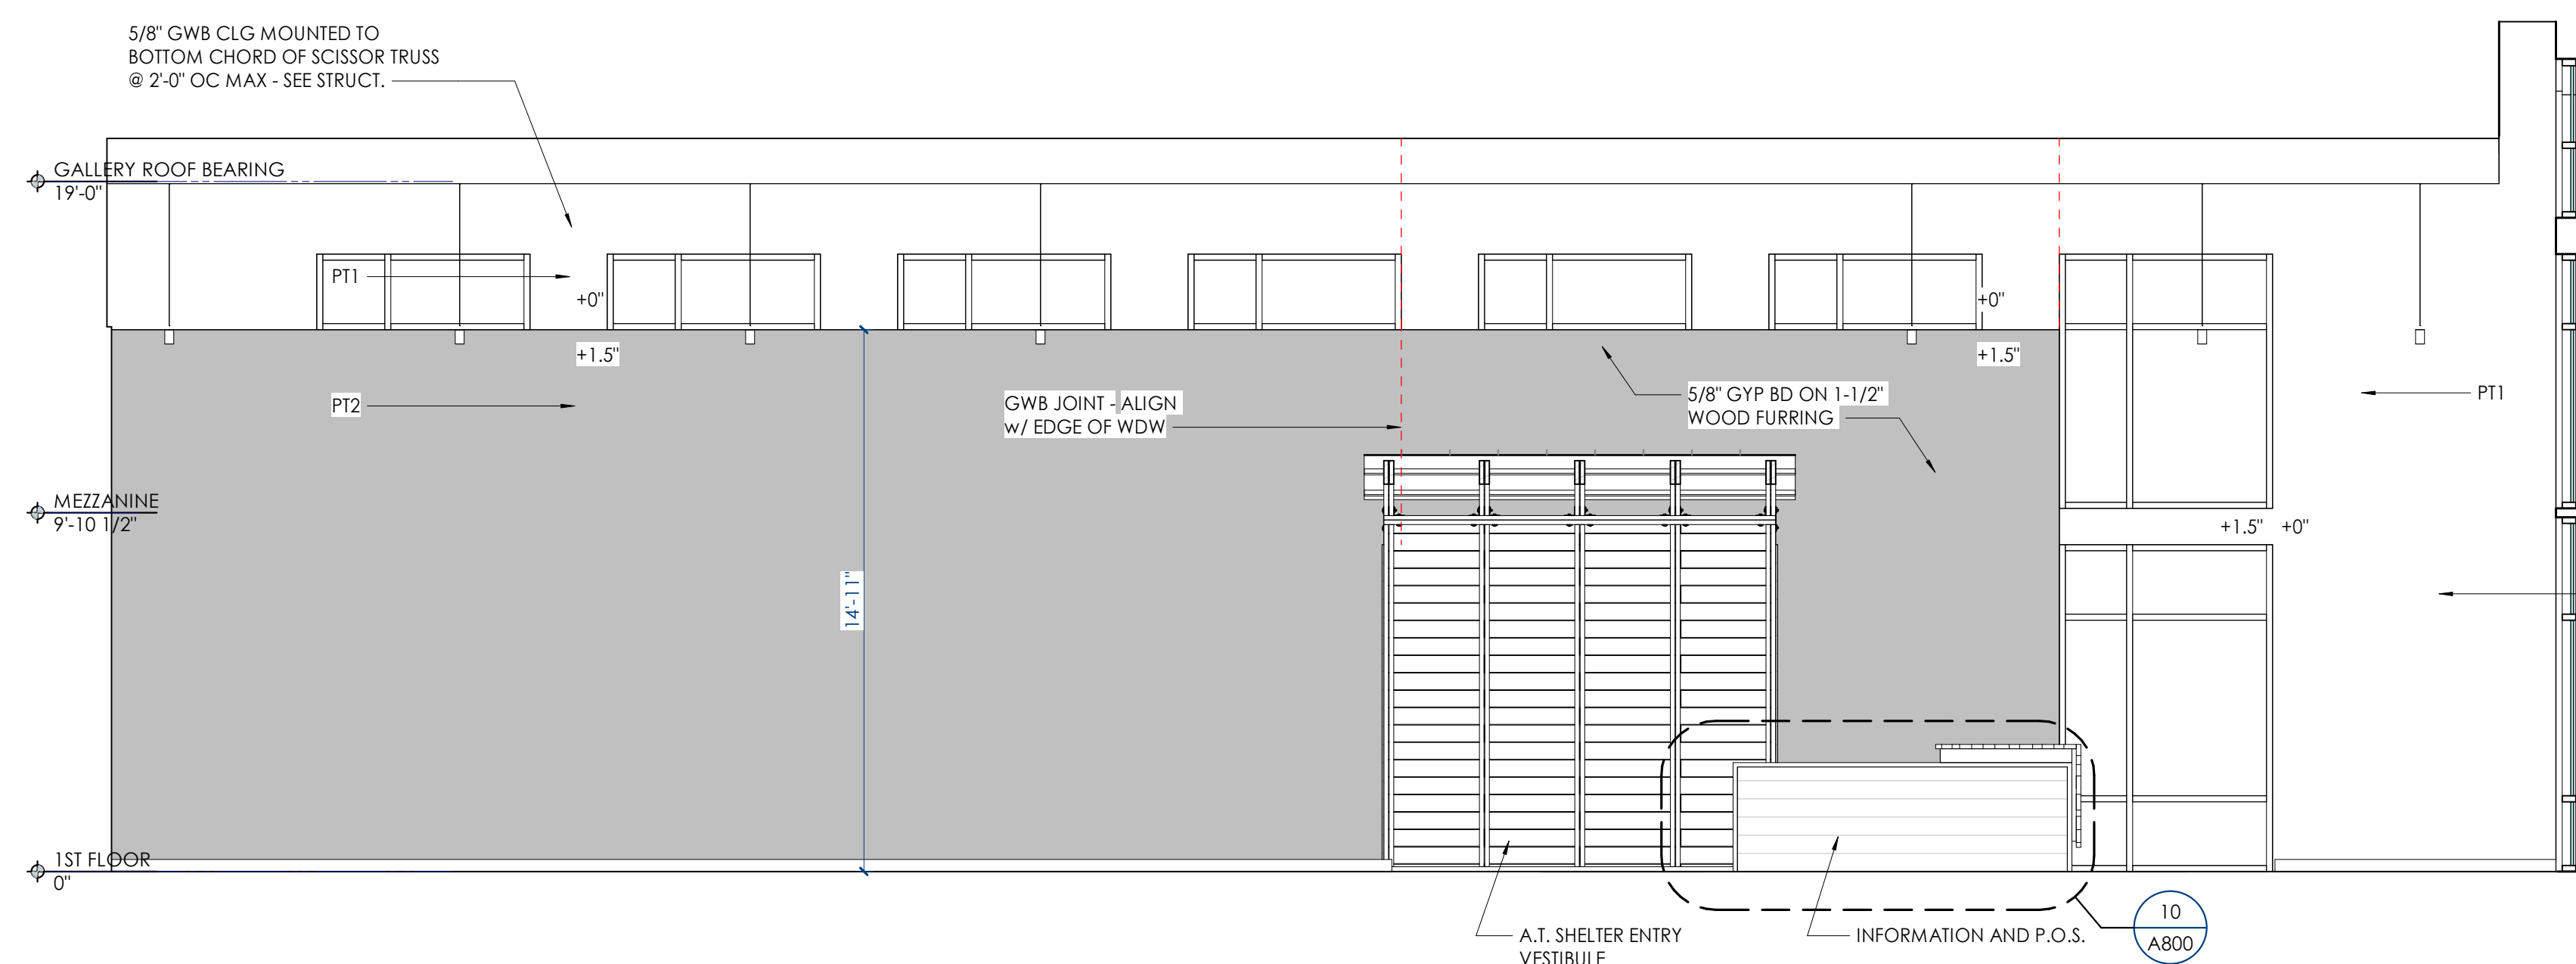 5/8" GWB CLG MOUNTED TO
BOTTOM CHORD OF SCISSOR TRUSS
@ 2'-0" OC MAX - SEE STRUCT.
GALLERY ROOF BEARING
19'-0"
PT1
+0"
+0"
+1.5"
+1.5"
PT2
GWB JOINT - ALIGN
w/ EDGE OF WDW
5/8" GYP BD ON 1-1/2"
WOOD FURRING
PT1
MEZZANINE
9'-10 1/2"
+1.5" +0"
14'-11"
1ST FLOOR
0"
A.T. SHELTER ENTRY
VESTIBULE
INFORMATION AND P.O.S.
10
A800